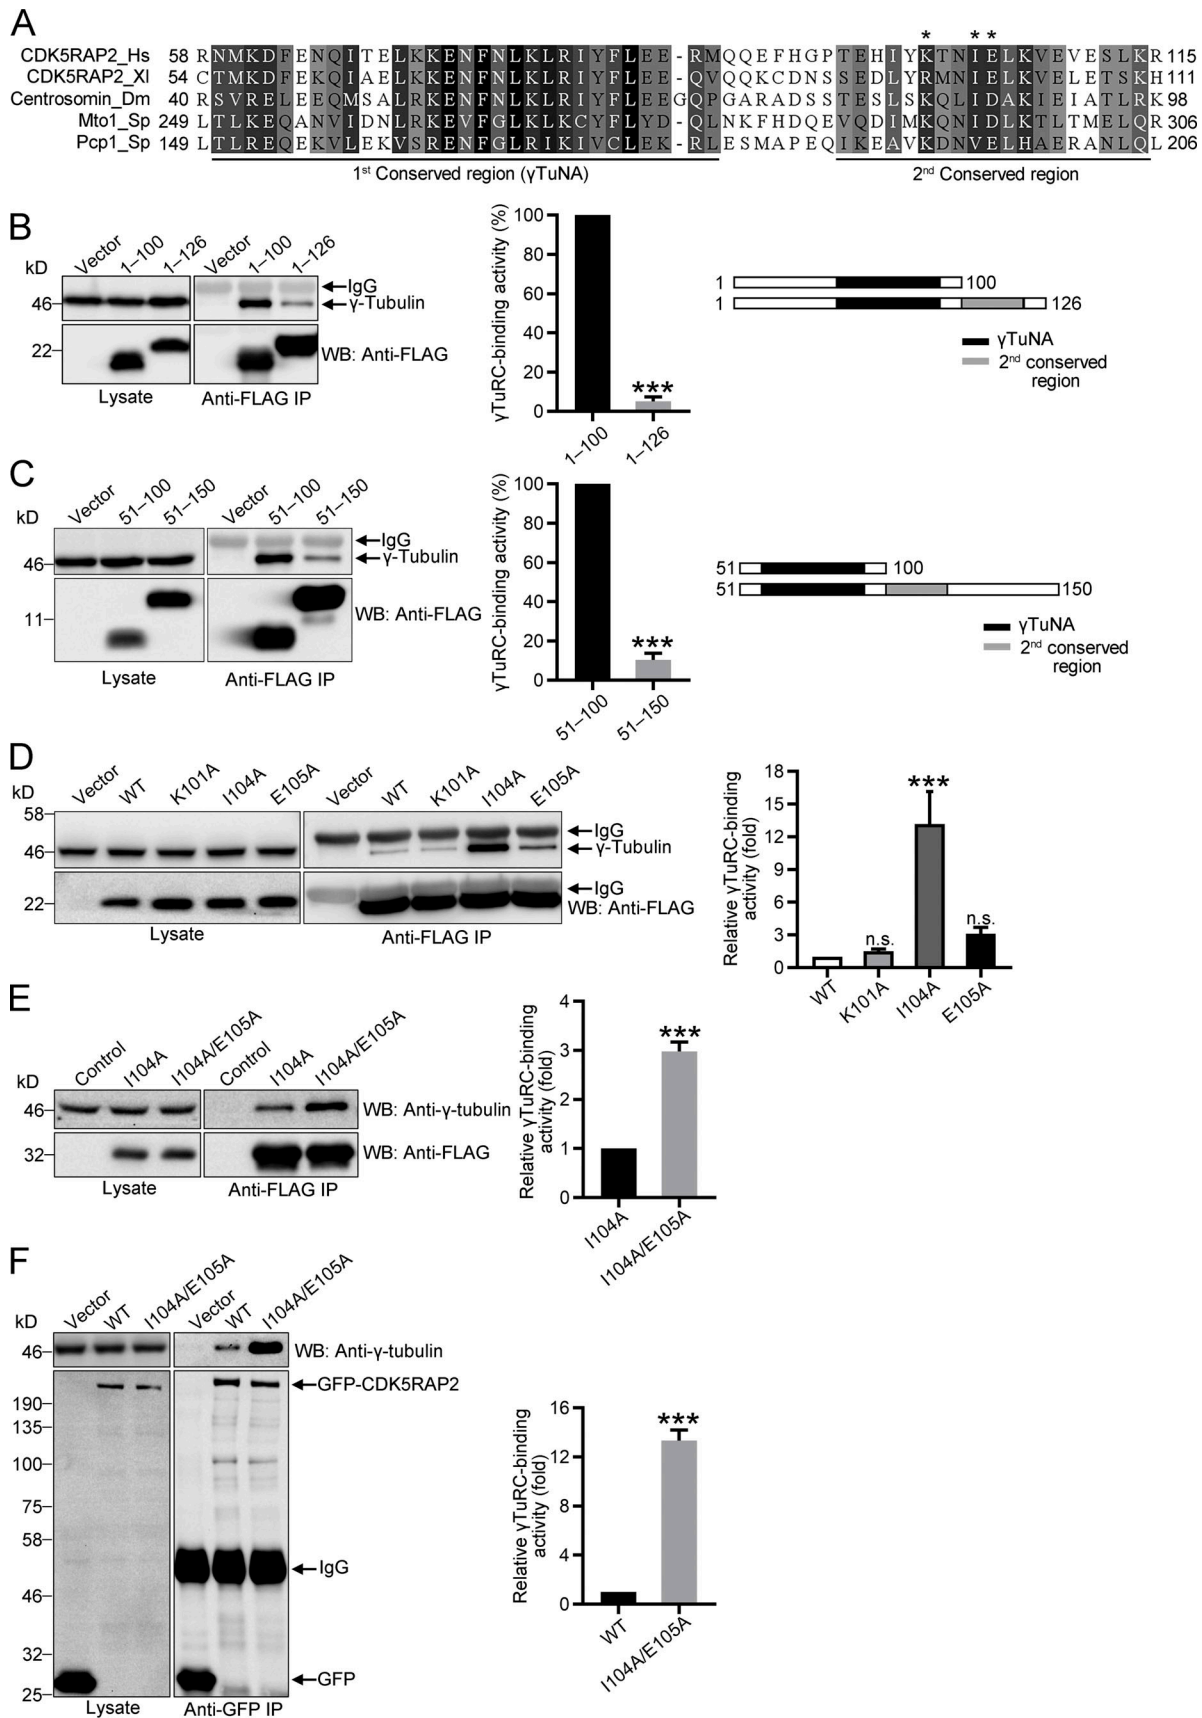 A
* * *
CDK5RAP2_Hs 58 RNMKDFENQITELKKENFNLKLRIYFLEE-RMQQEFHGPTEHIYKTNIELKVEVESLKR 115
CDK5RAP2_Xl 54 CTMKDFEKQIAELKKENFNLKLRIYFLEE-QVQQKCDNSSEDLYRMNIELKVELETSKH 111
Centrosomin_Dm 40 RSVRELEEQMSALRKENFNLKLRIYFLEEGQPGARADSSTESLSKQLIDAKIEIATLRK 98
Mto1_Sp 249 LTLKEQANVIDNLRKEVFGLKLKCYFLYD-QLNKFHDQEVQDIMKQNIDLKTLTMELQR 306
Pcp1_Sp 149 LTLREQEKVLEKVSRENFGLRIKIVCLEK-RLESMAPEQIKEAVKDNVELHAERANLQL 206
1st Conserved region (γTuNA) 2nd Conserved region
B
kD
Vector 1–100 1–126 Vector 1–100 1–126
46
22
IgG
γ-Tubulin
WB: Anti-FLAG
Lysate Anti-FLAG IP
γTuRC-binding activity (%)
100
80
60
40
20
0
***
1–100 1–126
1 100
1 126
γTuNA
2nd conserved
region
C
kD
Vector 51–100 51–150 Vector 51–100 51–150
46
11
IgG
γ-Tubulin
WB: Anti-FLAG
Lysate Anti-FLAG IP
γTuRC-binding activity (%)
100
80
60
40
20
0
***
51–100 51–150
51 100
51 150
γTuNA
2nd conserved
region
D
kD
Vector WT K101A I104A E105A Vector WT K101A I104A E105A
58
46
22
IgG
γ-Tubulin
IgG
WB: Anti-FLAG
Lysate Anti-FLAG IP
Relative γTuRC-binding
activity (fold)
18
15
12
9
6
3
0
n.s. *** n.s.
WT K101A I104A E105A
E
kD
Control I104A I104A/E105A Control I104A I104A/E105A
46
32
WB: Anti-γ-tubulin
WB: Anti-FLAG
Lysate Anti-FLAG IP
Relative γTuRC-binding
activity (fold)
4
3
2
1
0
***
I104A I104A/E105A
F
kD
Vector WT I104A/E105A Vector WT I104A/E105A
46
190
135
100
75
58
46
32
25
WB: Anti-γ-tubulin
GFP-CDK5RAP2
IgG
GFP
Lysate Anti-GFP IP
Relative γTuRC-binding
activity (fold)
16
12
8
4
0
***
WT I104A/E105A